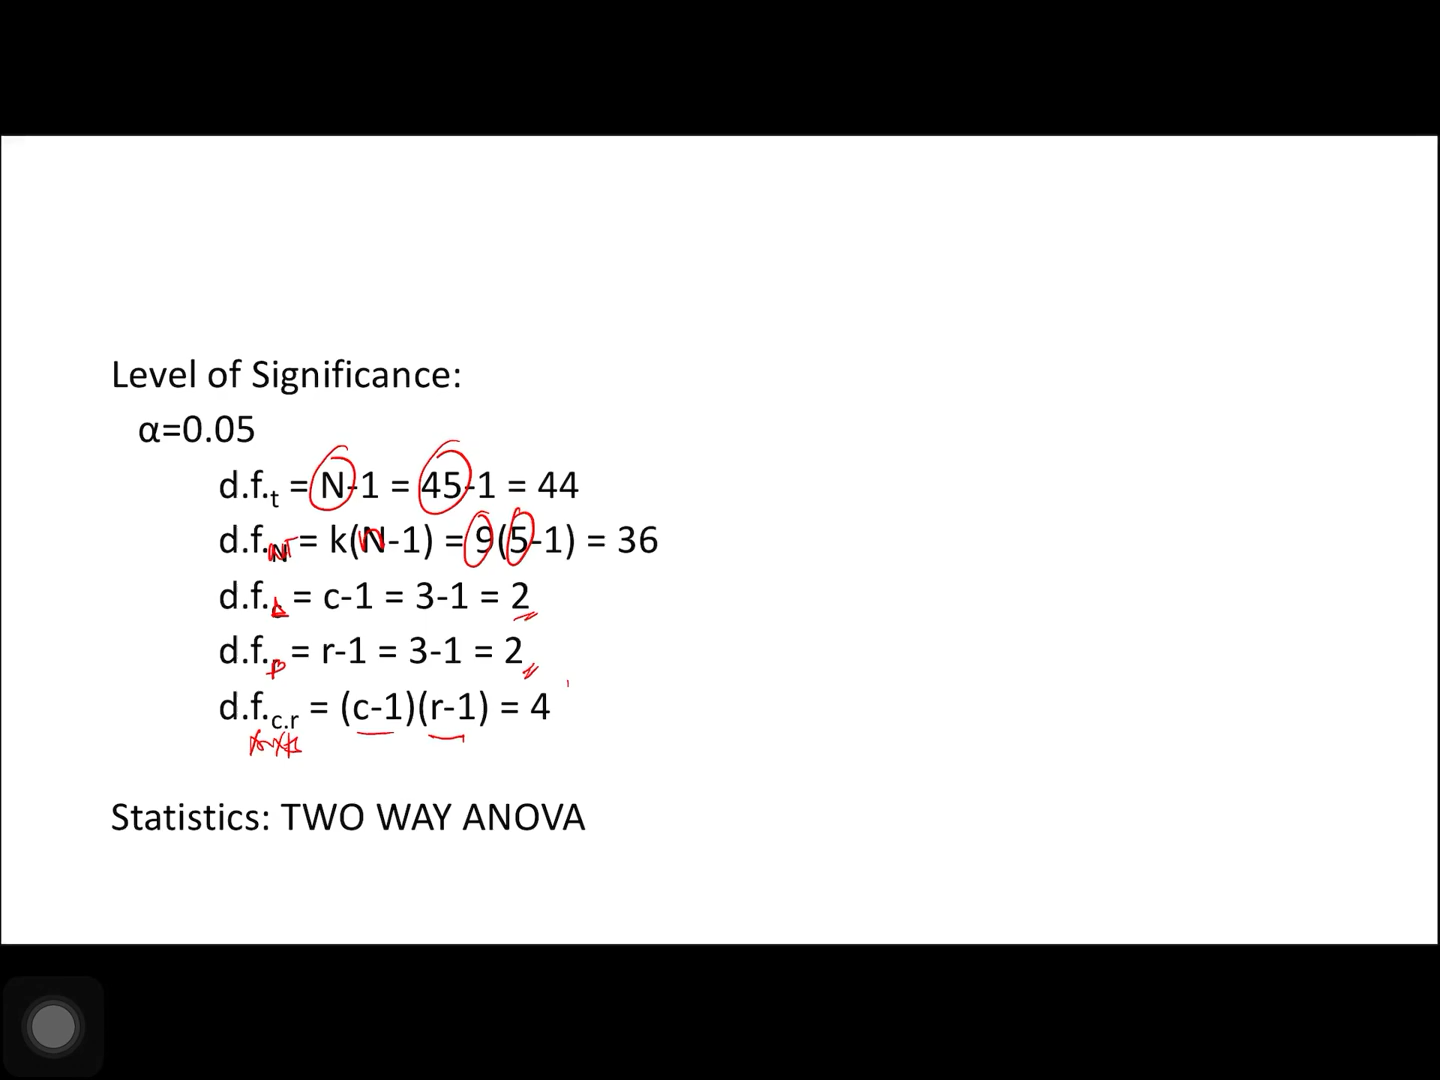 Level of Significance:
α=0.05
d.f.t = N-1 = 45-1 = 44
d.f. = k(n-1) = 9(5-1) = 36
d.f. = c-1 = 3-1 = 2
d.f. = r-1 = 3-1 = 2
d.f.c.r = (c-1)(r-1) = 4
Statistics: TWO WAY ANOVA